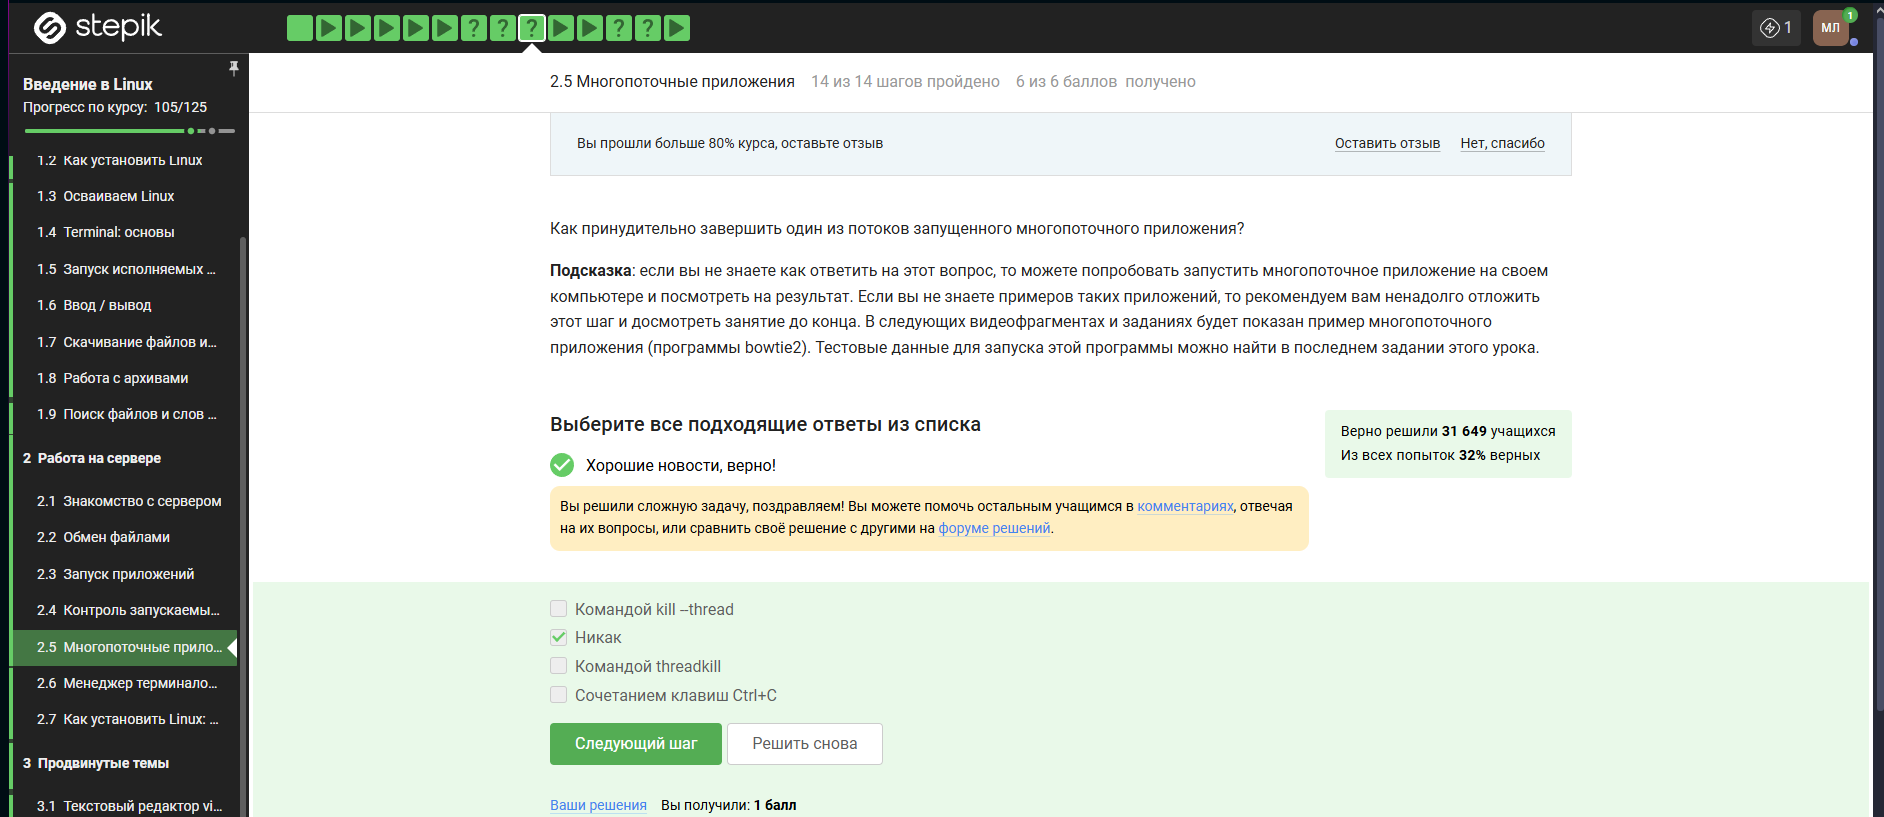 stepik
? ? ? ? ?
1
МЛ
1
Введение в Linux
Прогресс по курсу: 105/125
1.2 Как установить Linux
1.3 Осваиваем Linux
1.4 Terminal: основы
1.5 Запуск исполняемых ...
1.6 Ввод / вывод
1.7 Скачивание файлов и...
1.8 Работа с архивами
1.9 Поиск файлов и слов ...
2 Работа на сервере
2.1 Знакомство с сервером
2.2 Обмен файлами
2.3 Запуск приложений
2.4 Контроль запускаемы...
2.5 Многопоточные прило...
2.6 Менеджер терминало...
2.7 Как установить Linux: ...
3 Продвинутые темы
3.1 Текстовый редактор vi...
2.5 Многопоточные приложения 14 из 14 шагов пройдено 6 из 6 баллов получено
Вы прошли больше 80% курса, оставьте отзыв
Оставить отзыв Нет, спасибо
Как принудительно завершить один из потоков запущенного многопоточного приложения?
Подсказка: если вы не знаете как ответить на этот вопрос, то можете попробовать запустить многопоточное приложение на своем
компьютере и посмотреть на результат. Если вы не знаете примеров таких приложений, то рекомендуем вам ненадолго отложить
этот шаг и досмотреть занятие до конца. В следующих видеофрагментах и заданиях будет показан пример многопоточного
приложения (программы bowtie2). Тестовые данные для запуска этой программы можно найти в последнем задании этого урока.
Выберите все подходящие ответы из списка
Верно решили 31 649 учащихся
Из всех попыток 32% верных
Хорошие новости, верно!
Вы решили сложную задачу, поздравляем! Вы можете помочь остальным учащимся в комментариях, отвечая
на их вопросы, или сравнить своё решение с другими на форуме решений.
Командой kill –thread
Никак
Командой threadkill
Сочетанием клавиш Ctrl+C
Следующий шаг
Решить снова
Ваши решения Вы получили: 1 балл